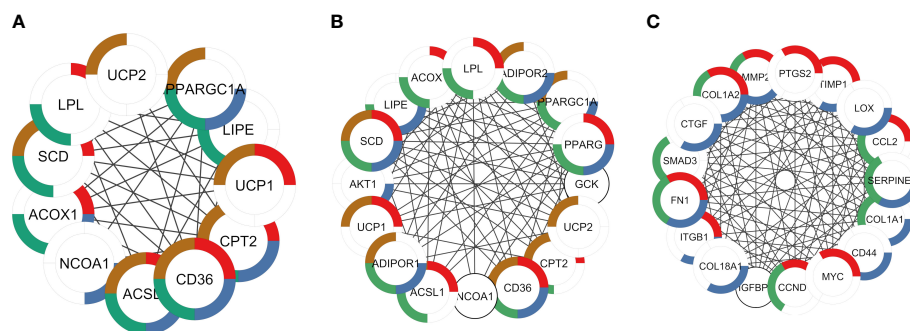 A
UCP2
PPARGC1A
LPL
LIPE
SCD
UCP1
ACOX1
CPT2
NCOA1
ACSL
CD36
B
LPL
ADIPOR2
ACOX
PPARGC1A
LIPE
SCD
PPARG
GCK
AKT1
UCP1
UCP2
ADIPOR1
CPT2
ACSL1
NCOA1
CD36
C
PTGS2
MMP2
TIMP1
COL1A2
LOX
CTGF
CCL2
SMAD3
SERPINE
FN1
COL1A1
ITGB1
CD44
COL18A1
MYC
IGFBP
CCND